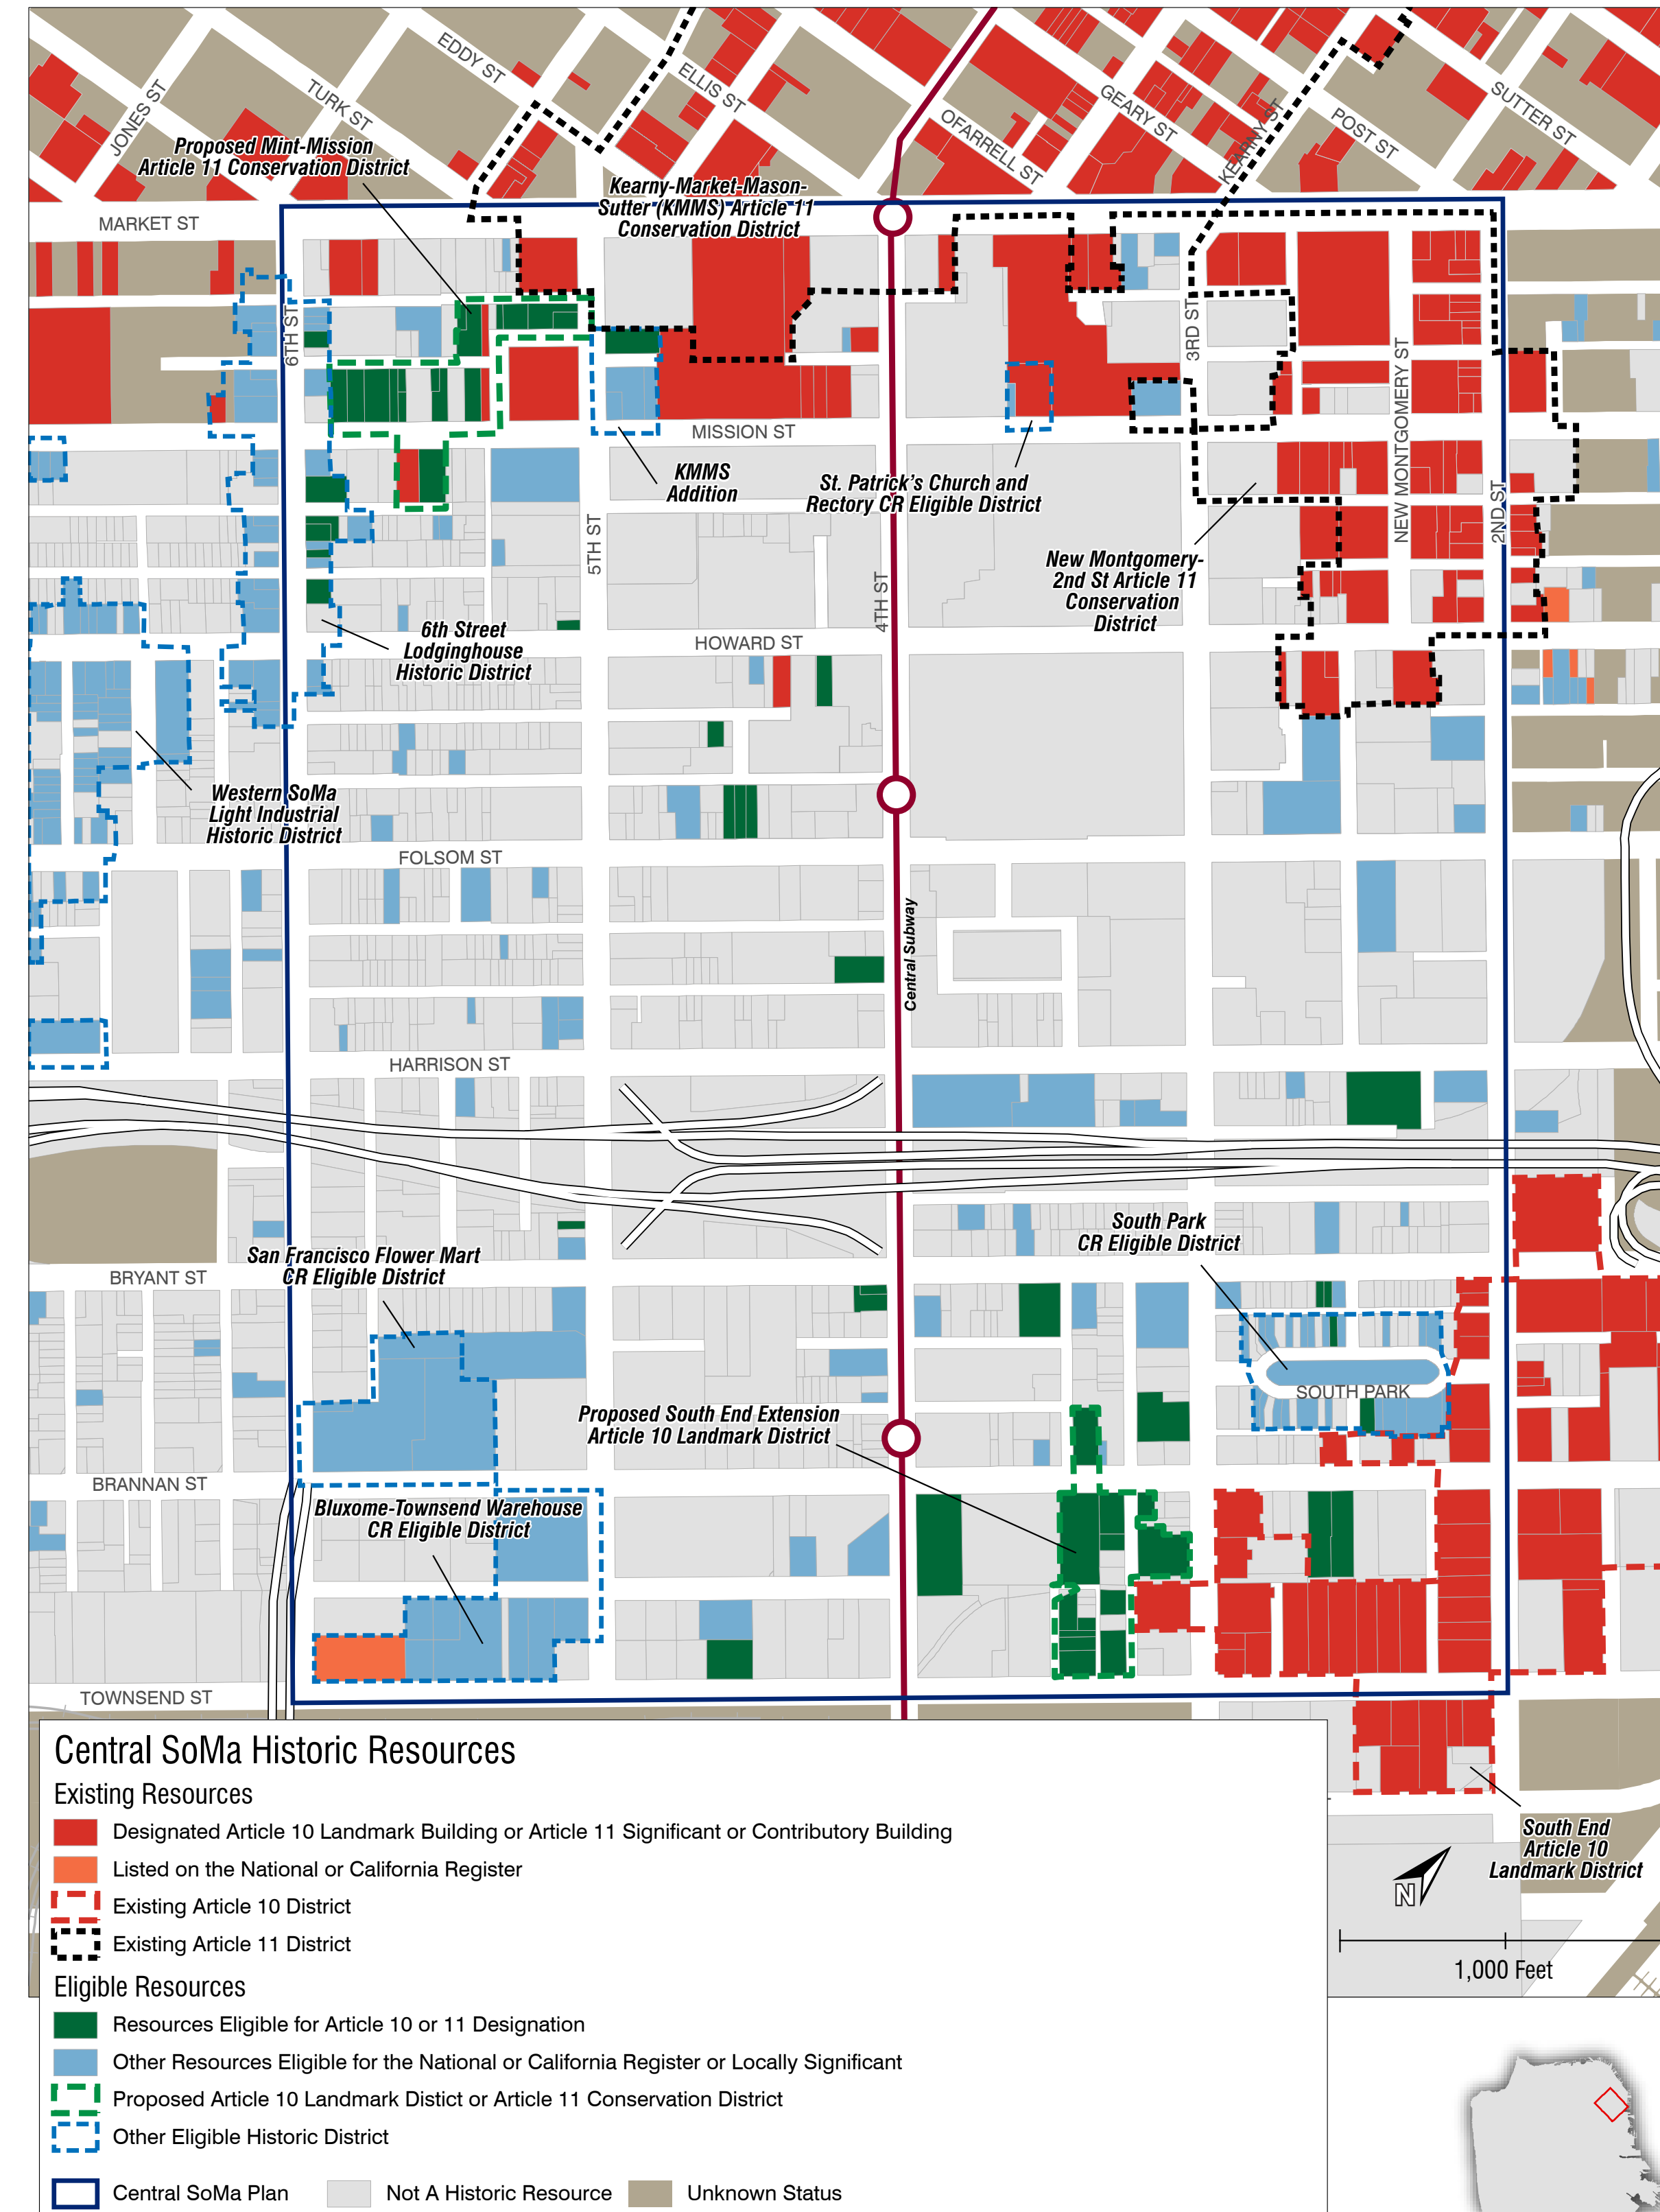 EDDY ST
ELLIS ST
JONES ST
TURK ST
OFARRELL ST
GEARY ST
KEARNY ST
POST ST
SUTTER ST
Proposed Mint-Mission
Article 11 Conservation District
Kearny-Market-Mason-
Sutter (KMMS) Article 11
Conservation District
MARKET ST
6TH ST
3RD ST
NEW MONTGOMERY ST
2ND ST
MISSION ST
KMMS
Addition
St. Patrick's Church and
Rectory CR Eligible District
5TH ST
4TH ST
New Montgomery-
2nd St Article 11
Conservation
District
6th Street
Lodginghouse
Historic District
HOWARD ST
Western SoMa
Light Industrial
Historic District
FOLSOM ST
Central Subway
HARRISON ST
South Park
CR Eligible District
San Francisco Flower Mart
CR Eligible District
BRYANT ST
SOUTH PARK
Proposed South End Extension
Article 10 Landmark District
BRANNAN ST
Bluxome-Townsend Warehouse
CR Eligible District
TOWNSEND ST
South End
Article 10
Landmark District
N
1,000 Feet
Central SoMa Historic Resources
Existing Resources
Designated Article 10 Landmark Building or Article 11 Significant or Contributory Building
Listed on the National or California Register
Existing Article 10 District
Existing Article 11 District
Eligible Resources
Resources Eligible for Article 10 or 11 Designation
Other Resources Eligible for the National or California Register or Locally Significant
Proposed Article 10 Landmark Distict or Article 11 Conservation District
Other Eligible Historic District
Central SoMa Plan
Not A Historic Resource
Unknown Status